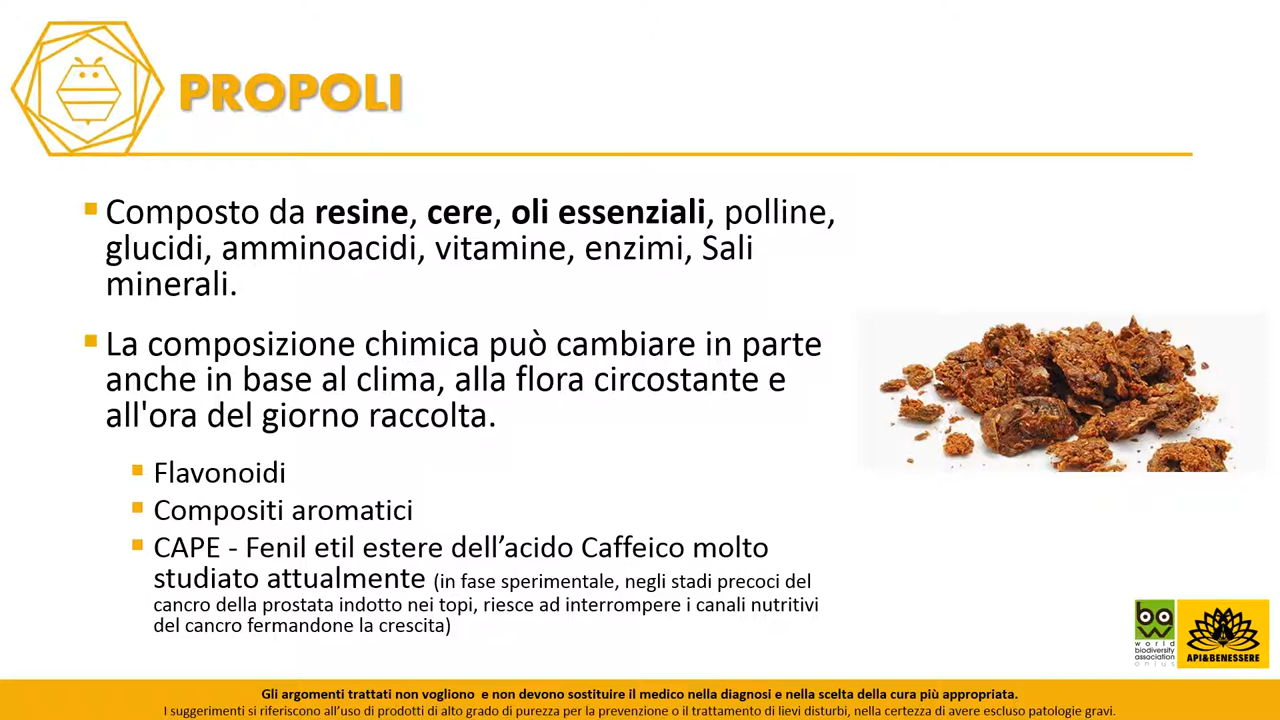 PROPOLI
Composto da resine, cere, oli essenziali, polline,
glucidi, amminoacidi, vitamine, enzimi, Sali
minerali.
La composizione chimica può cambiare in parte
anche in base al clima, alla flora circostante e
all'ora del giorno raccolta.
Flavonoidi
Compositi aromatici
CAPE - Fenil etil estere dell’acido Caffeico molto
studiato attualmente (in fase sperimentale, negli stadi precoci del
cancro della prostata indotto nei topi, riesce ad interrompere i canali nutritivi
del cancro fermandone la crescita)
baw
world
biodiversity
association
onlus
API&BENESSERE
Gli argomenti trattati non vogliono e non devono sostituire il medico nella diagnosi e nella scelta della cura più appropriata.
I suggerimenti si riferiscono all’uso di prodotti di alto grado di purezza per la prevenzione o il trattamento di lievi disturbi, nella certezza di avere escluso patologie gravi.